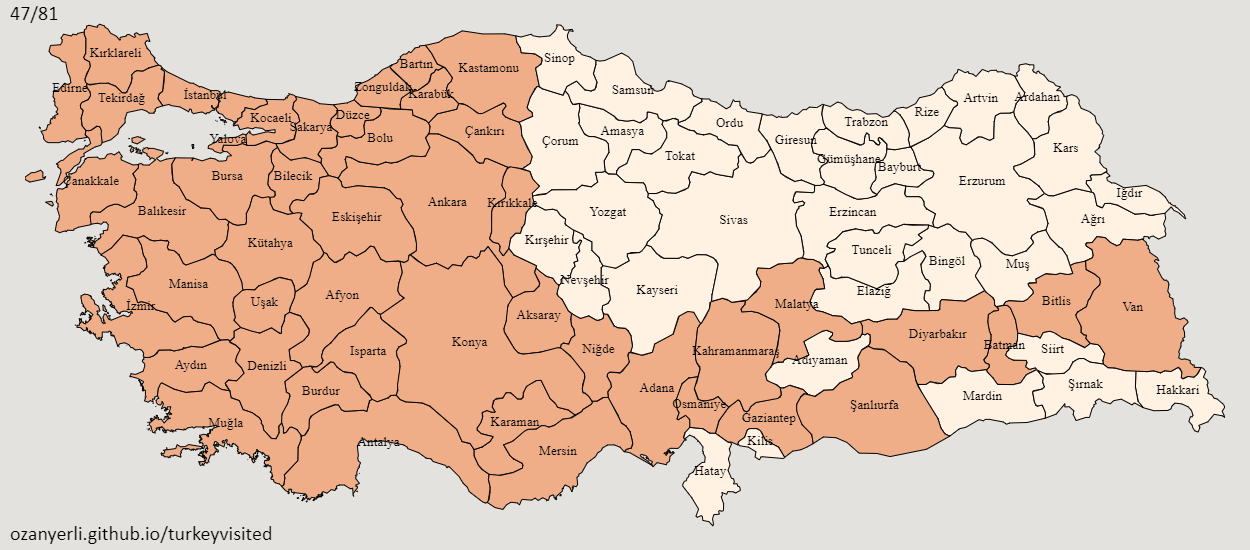 47/81
Kırklareli
Edirne
Tekirdağ
İstanbul
Kocaeli
Yalova
Sakarya
Düzce
Zonguldak
Bartın
Karabük
Kastamonu
Sinop
Samsun
Bolu
Çankırı
Çorum
Amasya
Ordu
Tokat
Giresun
Trabzon
Rize
Artvin
Ardahan
Gümüşhane
Bayburt
Kars
Erzurum
Iğdır
Ağrı
Çanakkale
Balıkesir
Bursa
Bilecik
Eskişehir
Ankara
Kırıkkale
Yozgat
Sivas
Erzincan
Tunceli
Bingöl
Muş
Kütahya
Kırşehir
Nevşehir
Kayseri
Elazığ
Malatya
Bitlis
Van
Manisa
İzmir
Uşak
Afyon
Aksaray
Konya
Niğde
Kahramanmaraş
Adıyaman
Diyarbakır
Batman
Siirt
Şırnak
Hakkari
Mardin
Aydın
Denizli
Isparta
Burdur
Adana
Osmaniye
Gaziantep
Şanlıurfa
Kilis
Hatay
Muğla
Antalya
Karaman
Mersin
ozanyerli.github.io/turkeyvisited